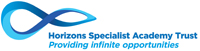 Horizons Specialist Academy Trust
Providing infinite opportunities